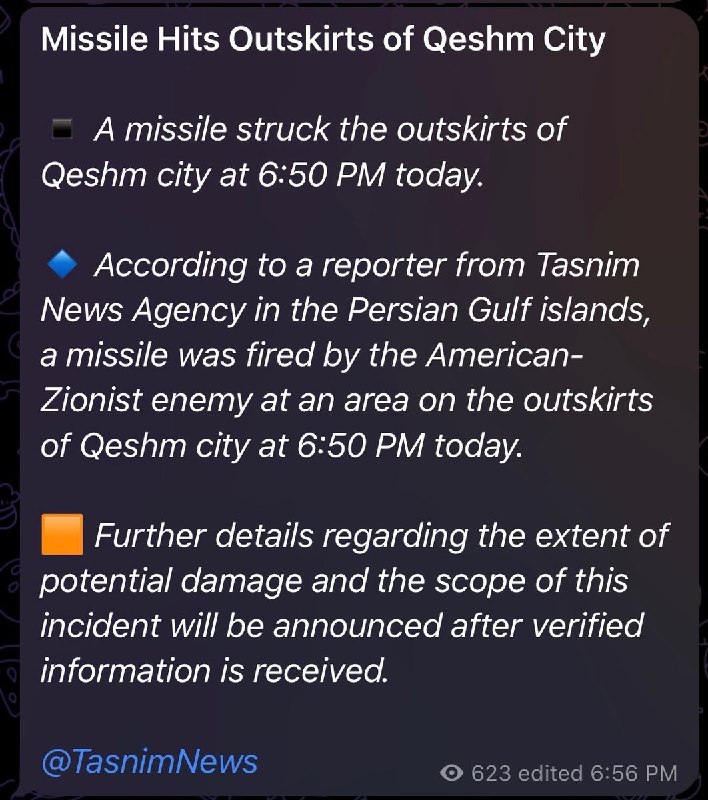 Missile Hits Outskirts of Qeshm City
▪️ A missile struck the outskirts of
Qeshm city at 6:50 PM today.
🔷 According to a reporter from Tasnim
News Agency in the Persian Gulf islands,
a missile was fired by the American-
Zionist enemy at an area on the outskirts
of Qeshm city at 6:50 PM today.
🟧 Further details regarding the extent of
potential damage and the scope of this
incident will be announced after verified
information is received.
@TasnimNews
623 edited 6:56 PM